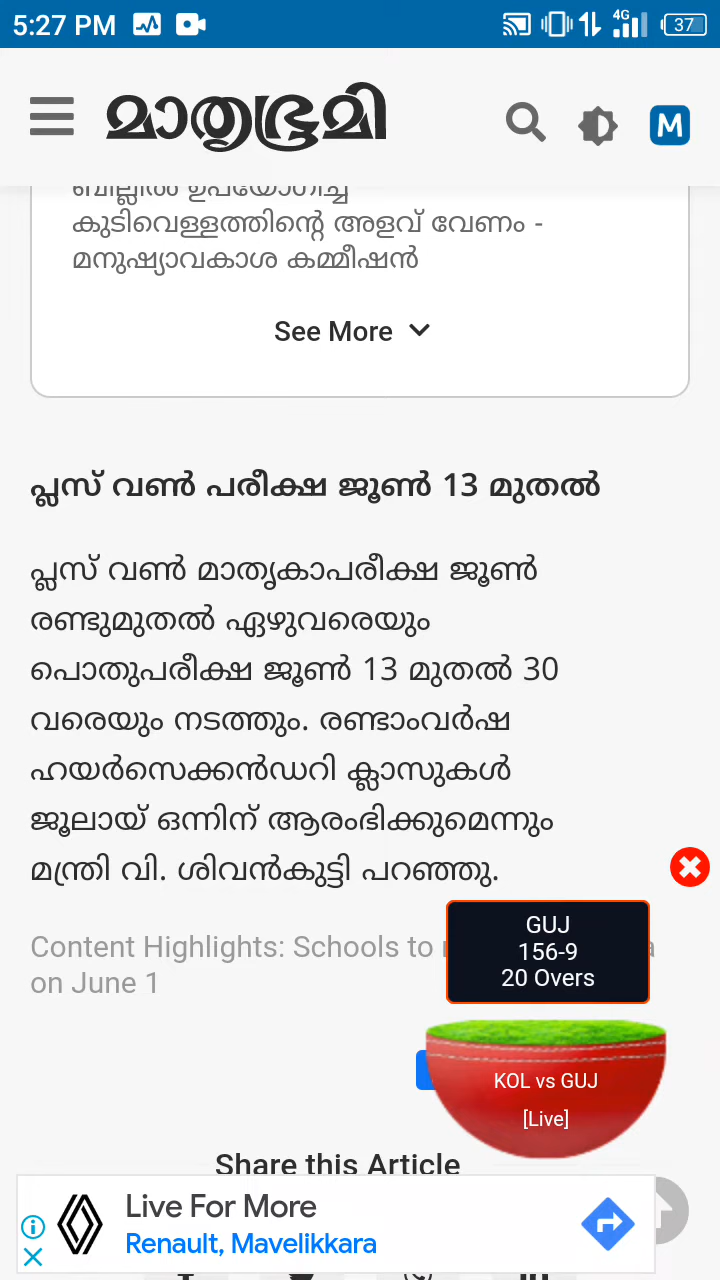 5:27 PM
4G
37
മാതൃഭൂമി
M
ബില്ലിൽ ഉപയോഗിച്ച
കുടിവെള്ളത്തിന്റെ അളവ് വേണം -
മനുഷ്യാവകാശ കമ്മീഷൻ
See More
പ്ലസ് വൺ പരീക്ഷ ജൂൺ 13 മുതൽ
പ്ലസ് വൺ മാതൃകാപരീക്ഷ ജൂൺ
രണ്ടുമുതൽ ഏഴുവരെയും
പൊതുപരീക്ഷ ജൂൺ 13 മുതൽ 30
വരെയും നടത്തും. രണ്ടാംവർഷ
ഹയർസെക്കൻഡറി ക്ലാസുകൾ
ജൂലായ് ഒന്നിന് ആരംഭിക്കുമെന്നും
മന്ത്രി വി. ശിവൻകുട്ടി പറഞ്ഞു.
GUJ
156-9
20 Overs
Content Highlights: Schools to
on June 1
KOL vs GUJ
[Live]
Share this Article
Live For More
Renault, Mavelikkara